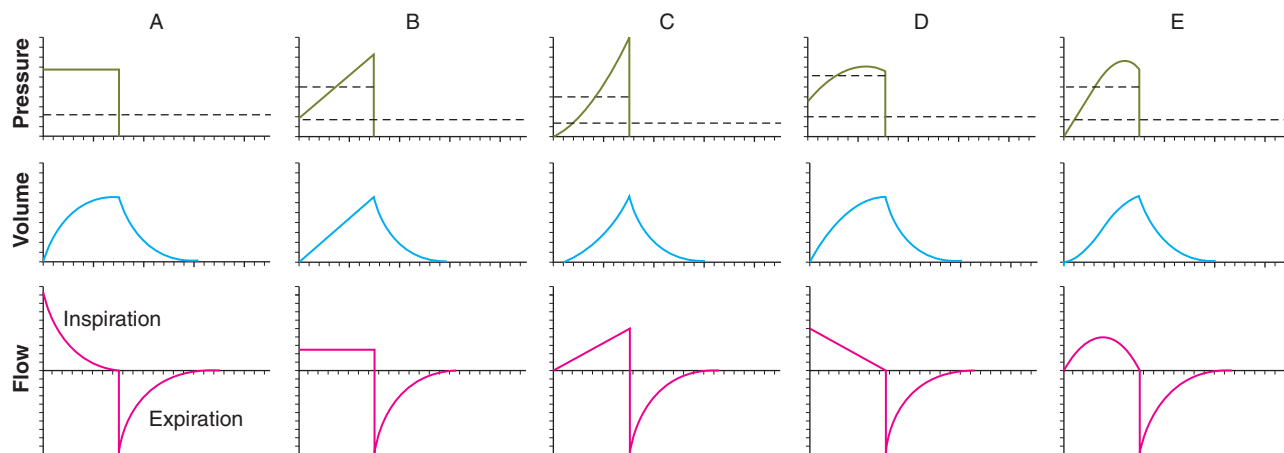 A B C D E
Pressure
Volume
Flow
Inspiration
Expiration